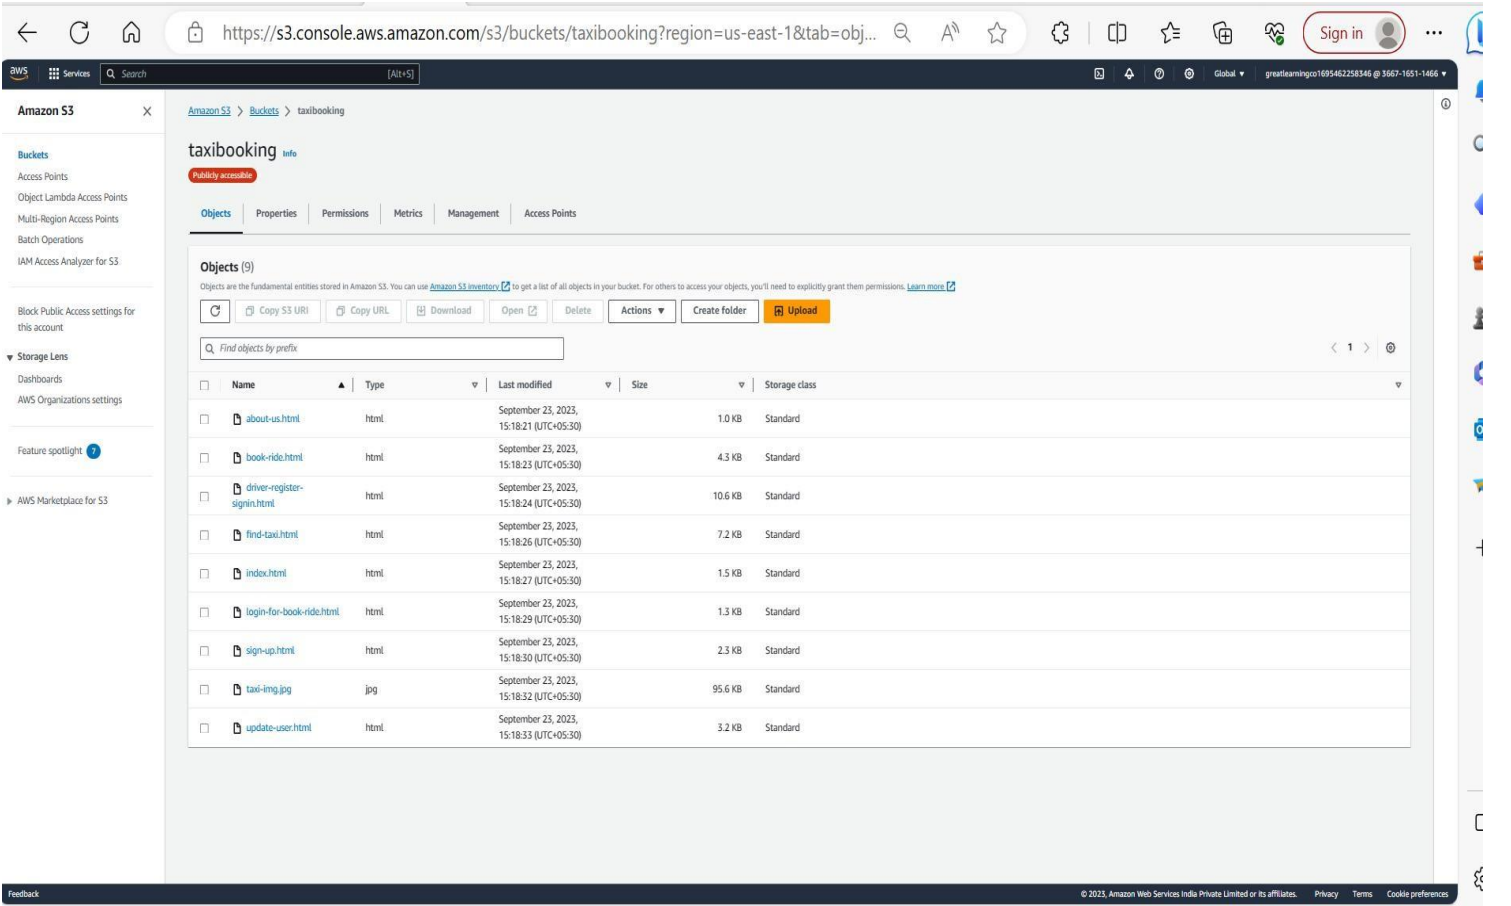 https://s3.console.aws.amazon.com/s3/buckets/taxibooking?region=us-east-1&tab=obj...
Sign in
aws
Services
Search
[Alt+S]
Global
greatlearningco1695462258346 @ 3667-1651-1466
Amazon S3
Buckets
Access Points
Object Lambda Access Points
Multi-Region Access Points
Batch Operations
IAM Access Analyzer for S3
Block Public Access settings for
this account
Storage Lens
Dashboards
AWS Organizations settings
Feature spotlight 7
AWS Marketplace for S3
Amazon S3 > Buckets > taxibooking
taxibooking Info
Publicly accessible
Objects Properties Permissions Metrics Management Access Points
Objects (9)
Objects are the fundamental entities stored in Amazon S3. You can use Amazon S3 inventory to get a list of all objects in your bucket. For others to access your objects, you'll need to explicitly grant them permissions. Learn more
Copy S3 URI Copy URL Download Open Delete Actions Create folder Upload
Find objects by prefix
1
Name Type Last modified Size Storage class
about-us.html html September 23, 2023, 15:18:21 (UTC+05:30) 1.0 KB Standard
book-ride.html html September 23, 2023, 15:18:23 (UTC+05:30) 4.3 KB Standard
driver-register-signin.html html September 23, 2023, 15:18:24 (UTC+05:30) 10.6 KB Standard
find-taxi.html html September 23, 2023, 15:18:26 (UTC+05:30) 7.2 KB Standard
index.html html September 23, 2023, 15:18:27 (UTC+05:30) 1.5 KB Standard
login-for-book-ride.html html September 23, 2023, 15:18:29 (UTC+05:30) 1.3 KB Standard
sign-up.html html September 23, 2023, 15:18:30 (UTC+05:30) 2.3 KB Standard
taxi-img.jpg jpg September 23, 2023, 15:18:32 (UTC+05:30) 95.6 KB Standard
update-user.html html September 23, 2023, 15:18:33 (UTC+05:30) 3.2 KB Standard
Feedback
© 2023, Amazon Web Services India Private Limited or its affiliates. Privacy Terms Cookie preferences